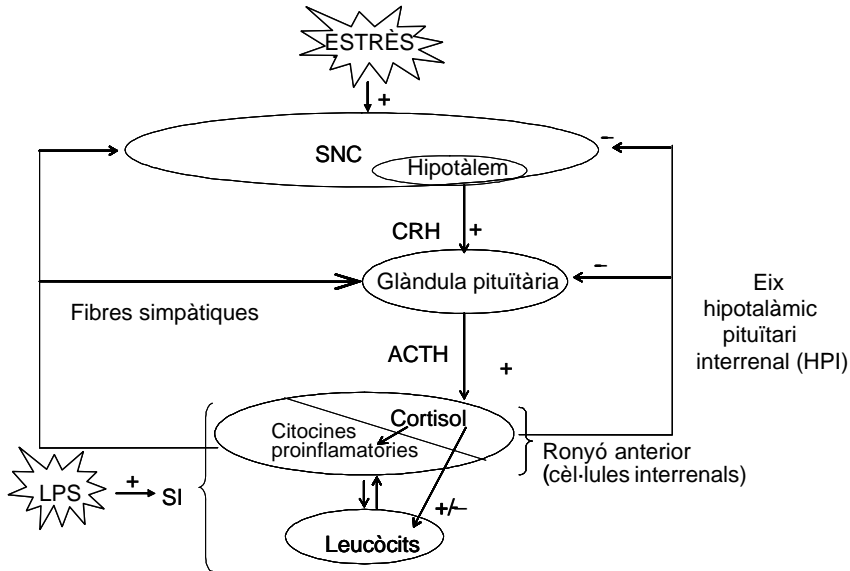 ESTRÈS
+
SNC
–
Hipotàlem
CRH +
Glàndula pituïtària
–
Fibres simpàtiques
Eix
hipotalàmic
pituïtari
interrenal (HPI)
ACTH
+
Cortisol
Citocines
proinflamatòries
Ronyó anterior
(cèl·lules interrenals)
LPS
+
SI
+/–
Leucòcits